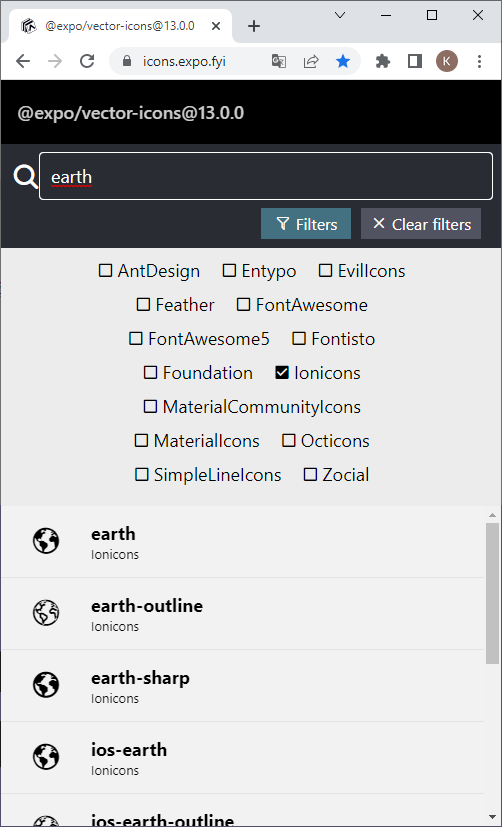 @expo/vector-icons@13.0.0
icons.expo.fyi
K
@expo/vector-icons@13.0.0
earth
Filters
Clear filters
AntDesign Entypo EvilIcons
Feather FontAwesome
FontAwesome5 Fontisto
Foundation Ionicons
MaterialCommunityIcons
MaterialIcons Octicons
SimpleLineIcons Zocial
earth
Ionicons
earth-outline
Ionicons
earth-sharp
Ionicons
ios-earth
Ionicons
ios-earth-outline